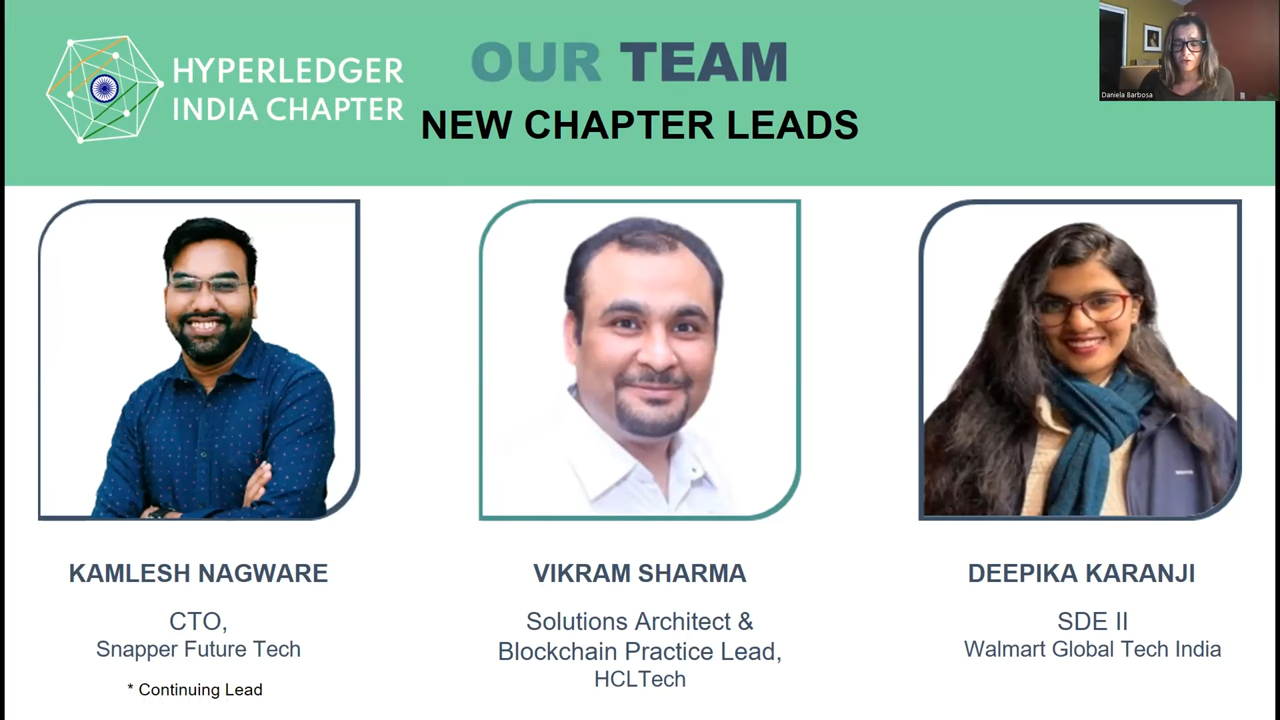 HYPERLEDGER
INDIA CHAPTER
OUR TEAM
NEW CHAPTER LEADS
Daniela Barbosa
KAMLESH NAGWARE
CTO,
Snapper Future Tech
* Continuing Lead
VIKRAM SHARMA
Solutions Architect &
Blockchain Practice Lead,
HCLTech
DEEPIKA KARANJI
SDE II
Walmart Global Tech India